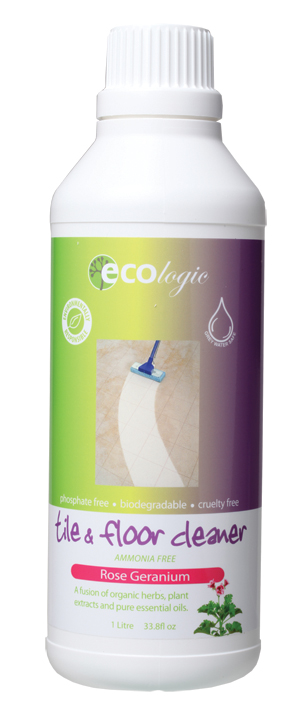 ecologic
phosphate free • biodegradable • cruelty free
tile & floor cleaner
AMMONIA FREE
Rose Geranium
A fusion of organic herbs, plant
extracts and pure essential oils.
1 Litre 33.8fl oz